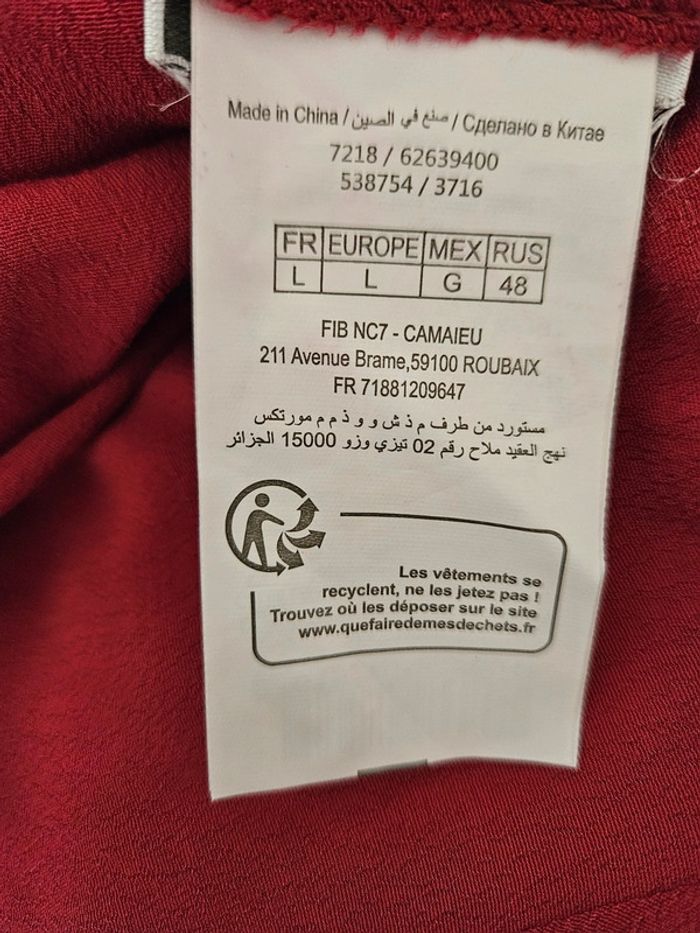 Made in China / صنع في الصين / Сделано в Китае
7218 / 62639400
538754 / 3716
FR EUROPE MEX RUS
L L G 48
FIB NC7 - CAMAIEU
211 Avenue Brame,59100 ROUBAIX
FR 71881209647
مستورد من طرف م ذ ش و و ذ م م مورتكس
نهج العقيد ملاح رقم 02 تيزي وزو 15000 الجزائر
Les vêtements se
recyclent, ne les jetez pas !
Trouvez où les déposer sur le site
www.quefairedemesdechets.fr